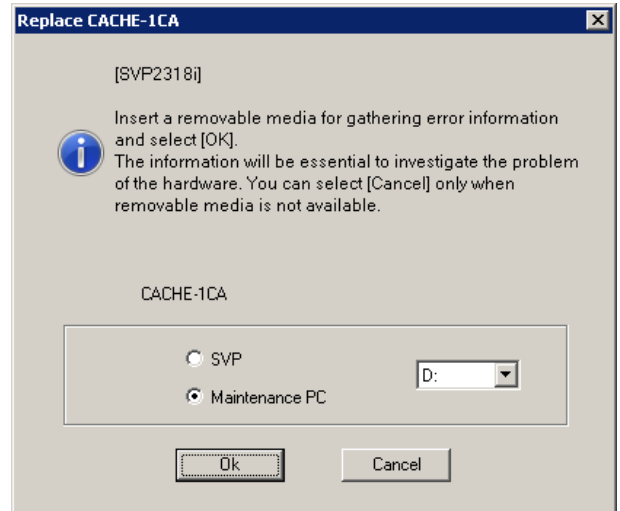 Replace CACHE-1CA
[SVP2318i]
Insert a removable media for gathering error information
and select [OK].
The information will be essential to investigate the problem
of the hardware. You can select [Cancel] only when
removable media is not available.
CACHE-1CA
SVP
D:
Maintenance PC
Ok
Cancel